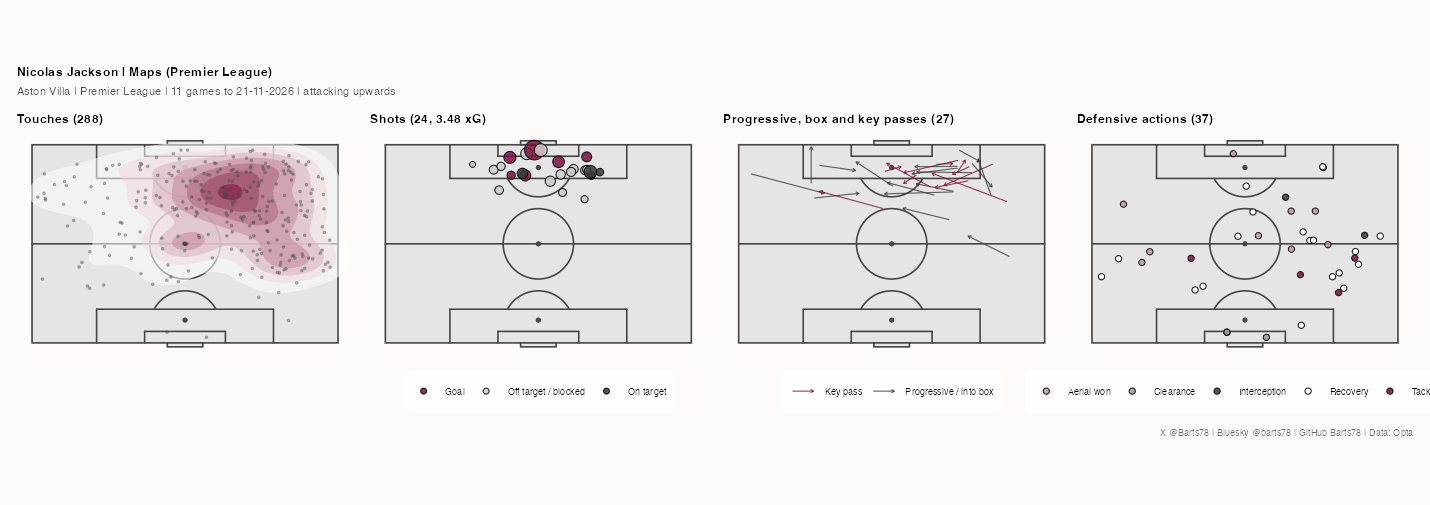 Nicolas Jackson | Maps (Premier League)
Aston Villa | Premier League | 11 games to 21-11-2026 | attacking upwards
Touches (288)
Shots (24, 3.48 xG)
Progressive, box and key passes (27)
Defensive actions (37)
Goal
Off target / blocked
On target
Key pass
Progressive / into box
Aerial won
Clearance
Interception
Recovery
Tack
X @Barts78 | Bluesky @barts78 | GitHub Barts78 | Data: Opta